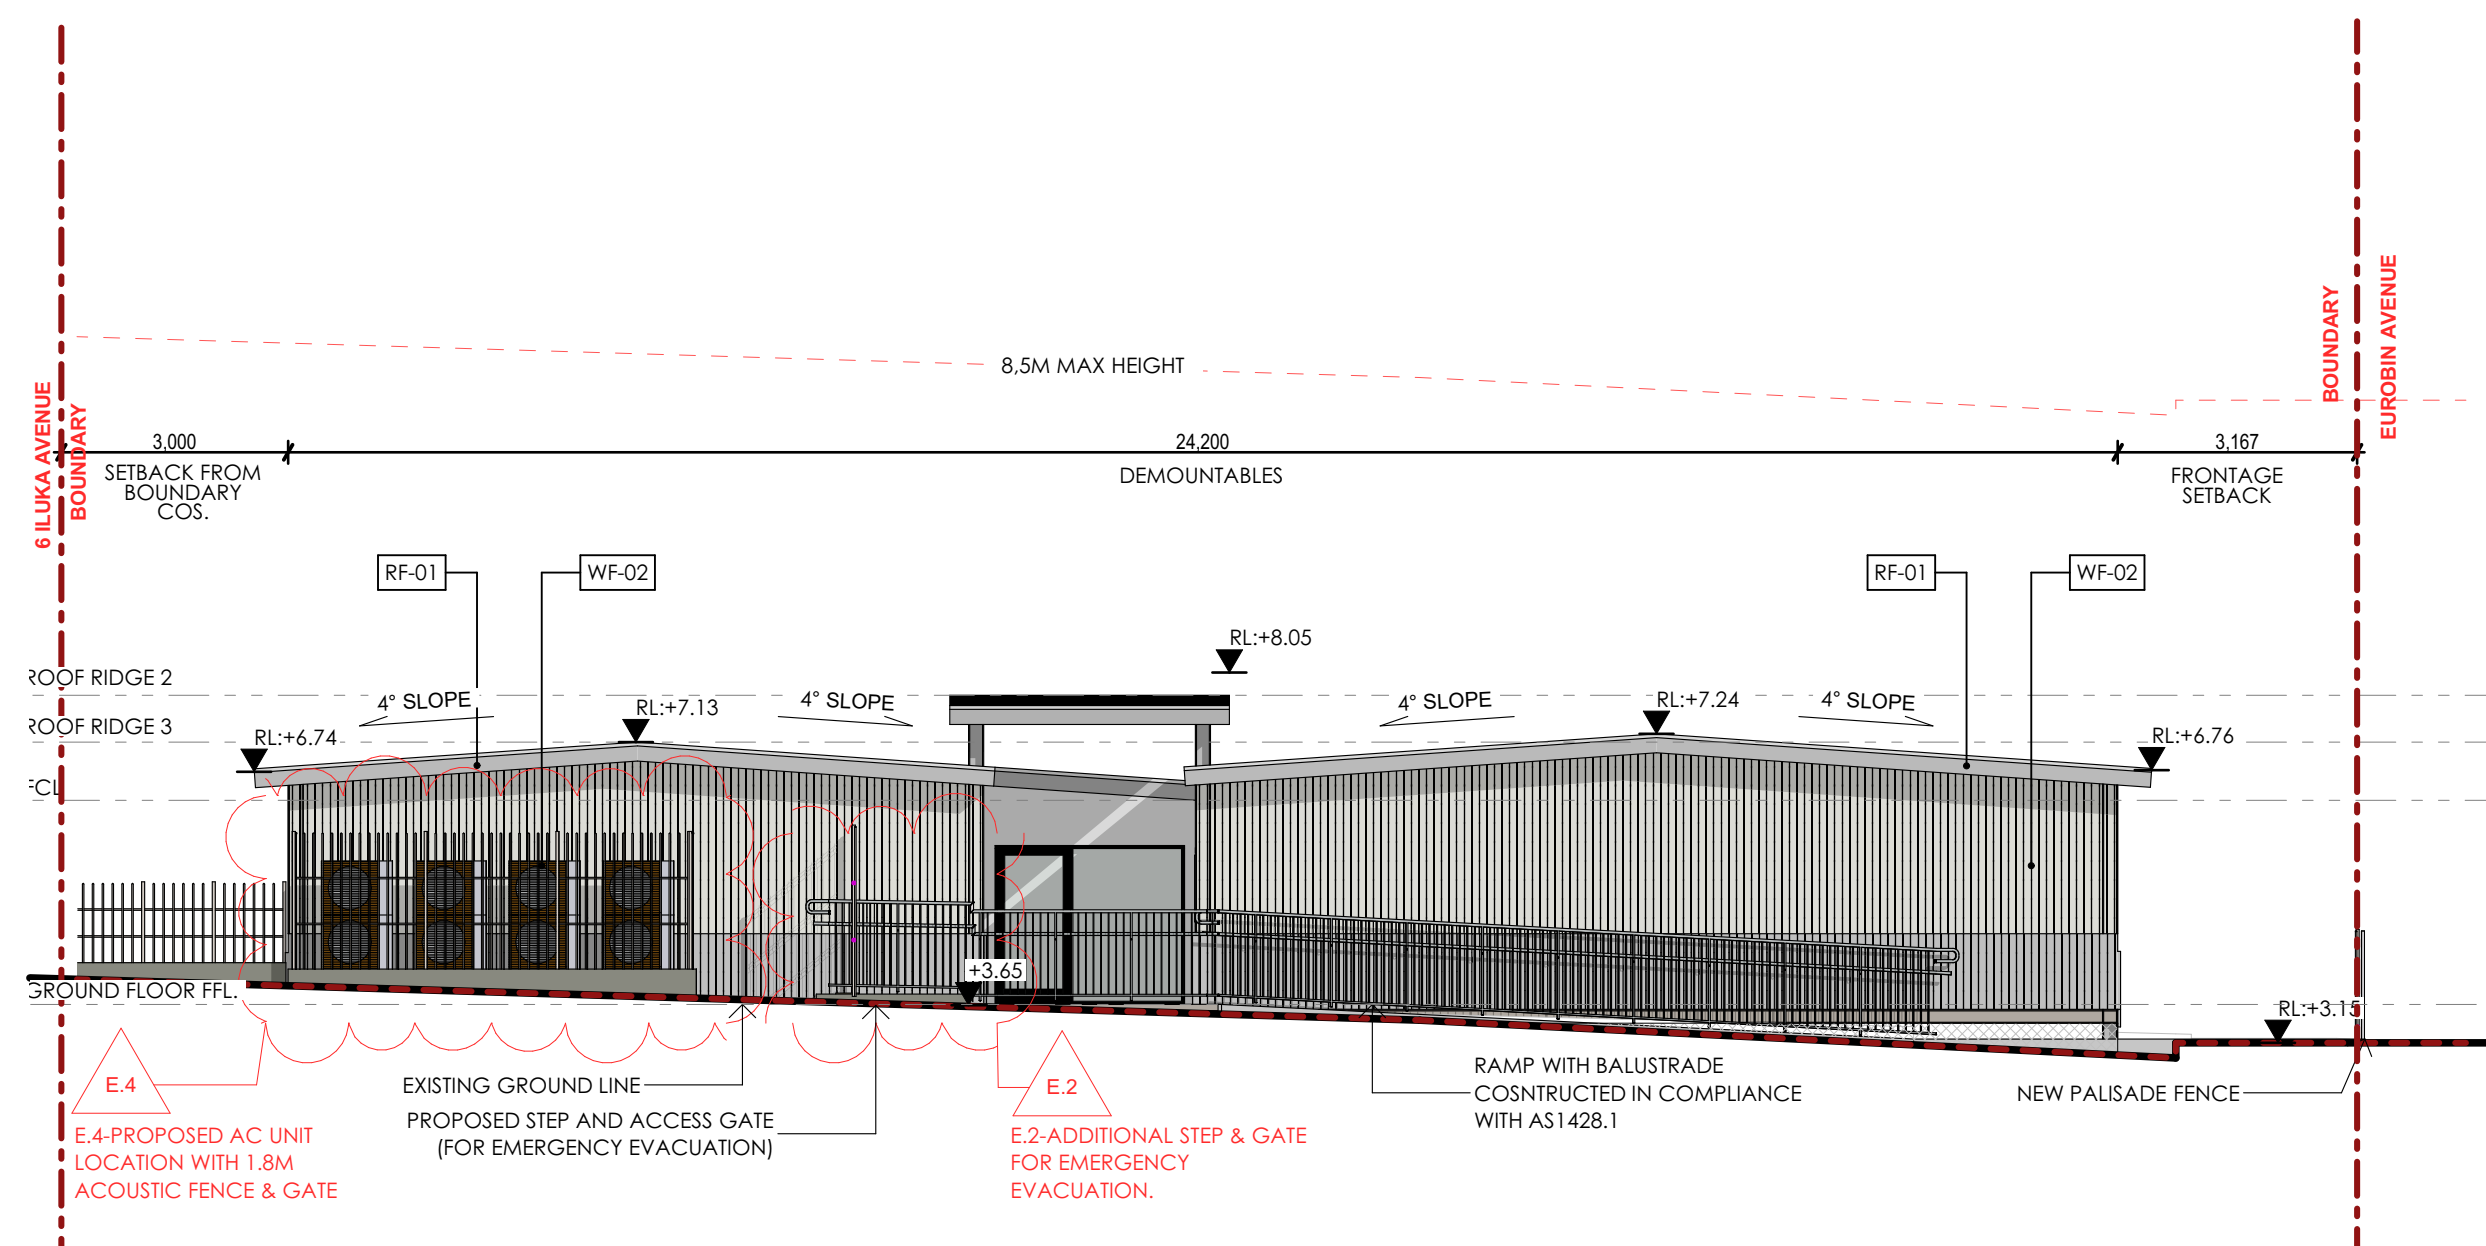 BOUNDARY
EUROBIN AVENUE
8,5M MAX HEIGHT
6 ILUKA AVENUE
BOUNDARY
3,000
24,200
3,167
SETBACK FROM
BOUNDARY
COS.
DEMOUNTABLES
FRONTAGE
SETBACK
RF-01
WF-02
RF-01
WF-02
RL:+8.05
ROOF RIDGE 2
4° SLOPE
4° SLOPE
4° SLOPE
4° SLOPE
RL:+7.13
RL:+7.24
ROOF RIDGE 3
RL:+6.74
RL:+6.76
FCL
+3.65
GROUND FLOOR FFL.
RL:+3.15
E.4
EXISTING GROUND LINE
E.2
RAMP WITH BALUSTRADE
COSNTRUCTED IN COMPLIANCE
WITH AS1428.1
NEW PALISADE FENCE
PROPOSED STEP AND ACCESS GATE
(FOR EMERGENCY EVACUATION)
E.4-PROPOSED AC UNIT
LOCATION WITH 1.8M
ACOUSTIC FENCE & GATE
E.2-ADDITIONAL STEP & GATE
FOR EMERGENCY
EVACUATION.